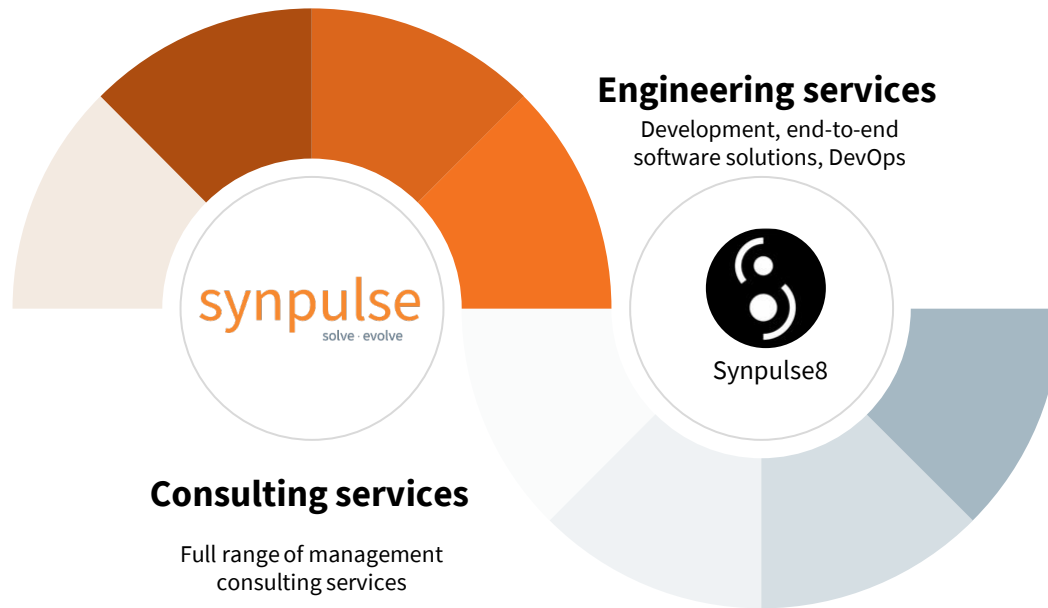 Engineering services
Development, end-to-end
software solutions, DevOps
synpulse
solve · evolve
Synpulse8
Consulting services
Full range of management
consulting services